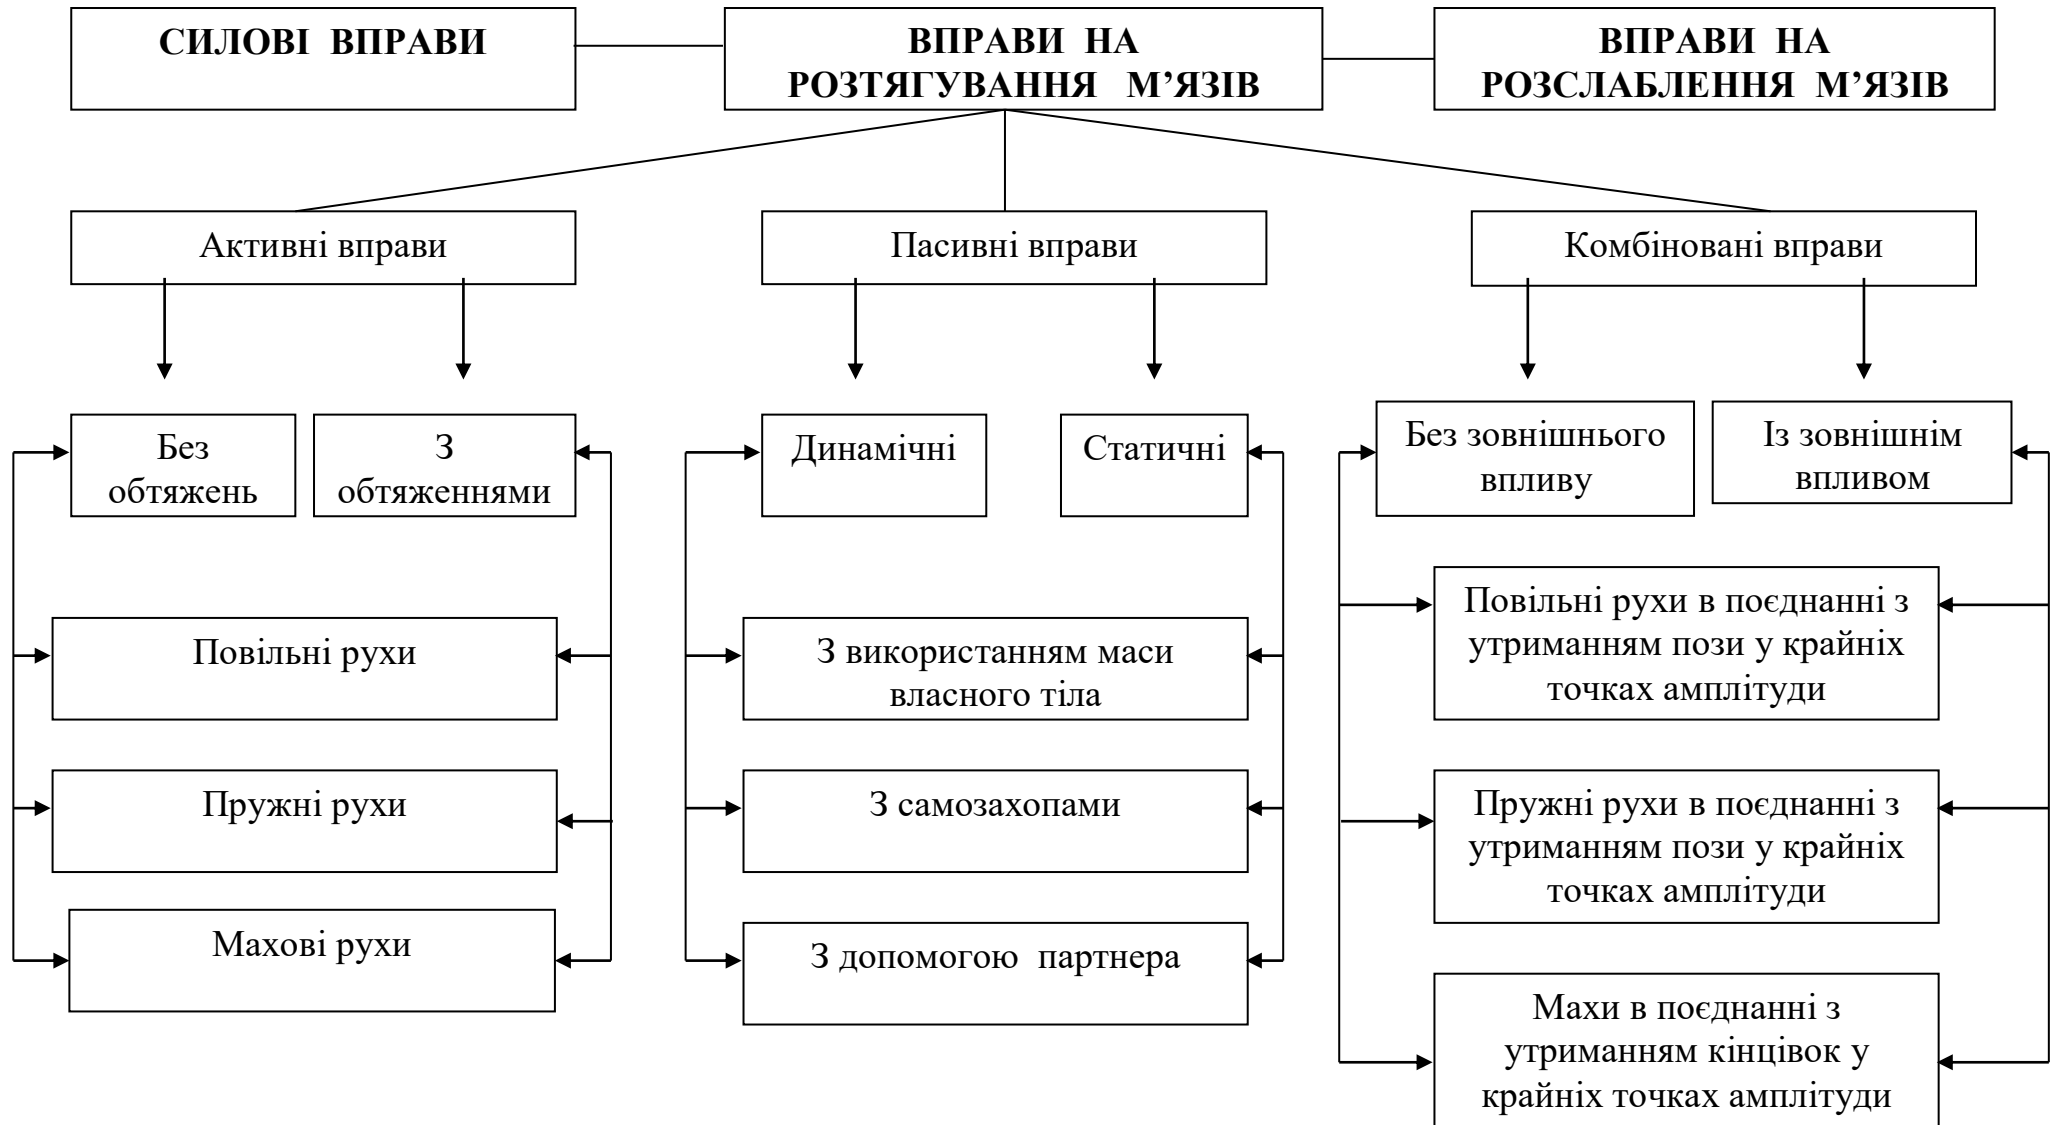 СИЛОВІ ВПРАВИ
ВПРАВИ НА
РОЗТЯГУВАННЯ М’ЯЗІВ
ВПРАВИ НА
РОЗСЛАБЛЕННЯ М’ЯЗІВ
Активні вправи
Пасивні вправи
Комбіновані вправи
Без
обтяжень
З
обтяженнями
Динамічні
Статичні
Без зовнішнього
впливу
Із зовнішнім
впливом
Повільні рухи
Пружні рухи
Махові рухи
З використанням маси
власного тіла
З самозахопами
З допомогою партнера
Повільні рухи в поєднанні з
утриманням пози у крайніх
точках амплітуди
Пружні рухи в поєднанні з
утриманням пози у крайніх
точках амплітуди
Махи в поєднанні з
утриманням кінцівок у
крайніх точках амплітуди